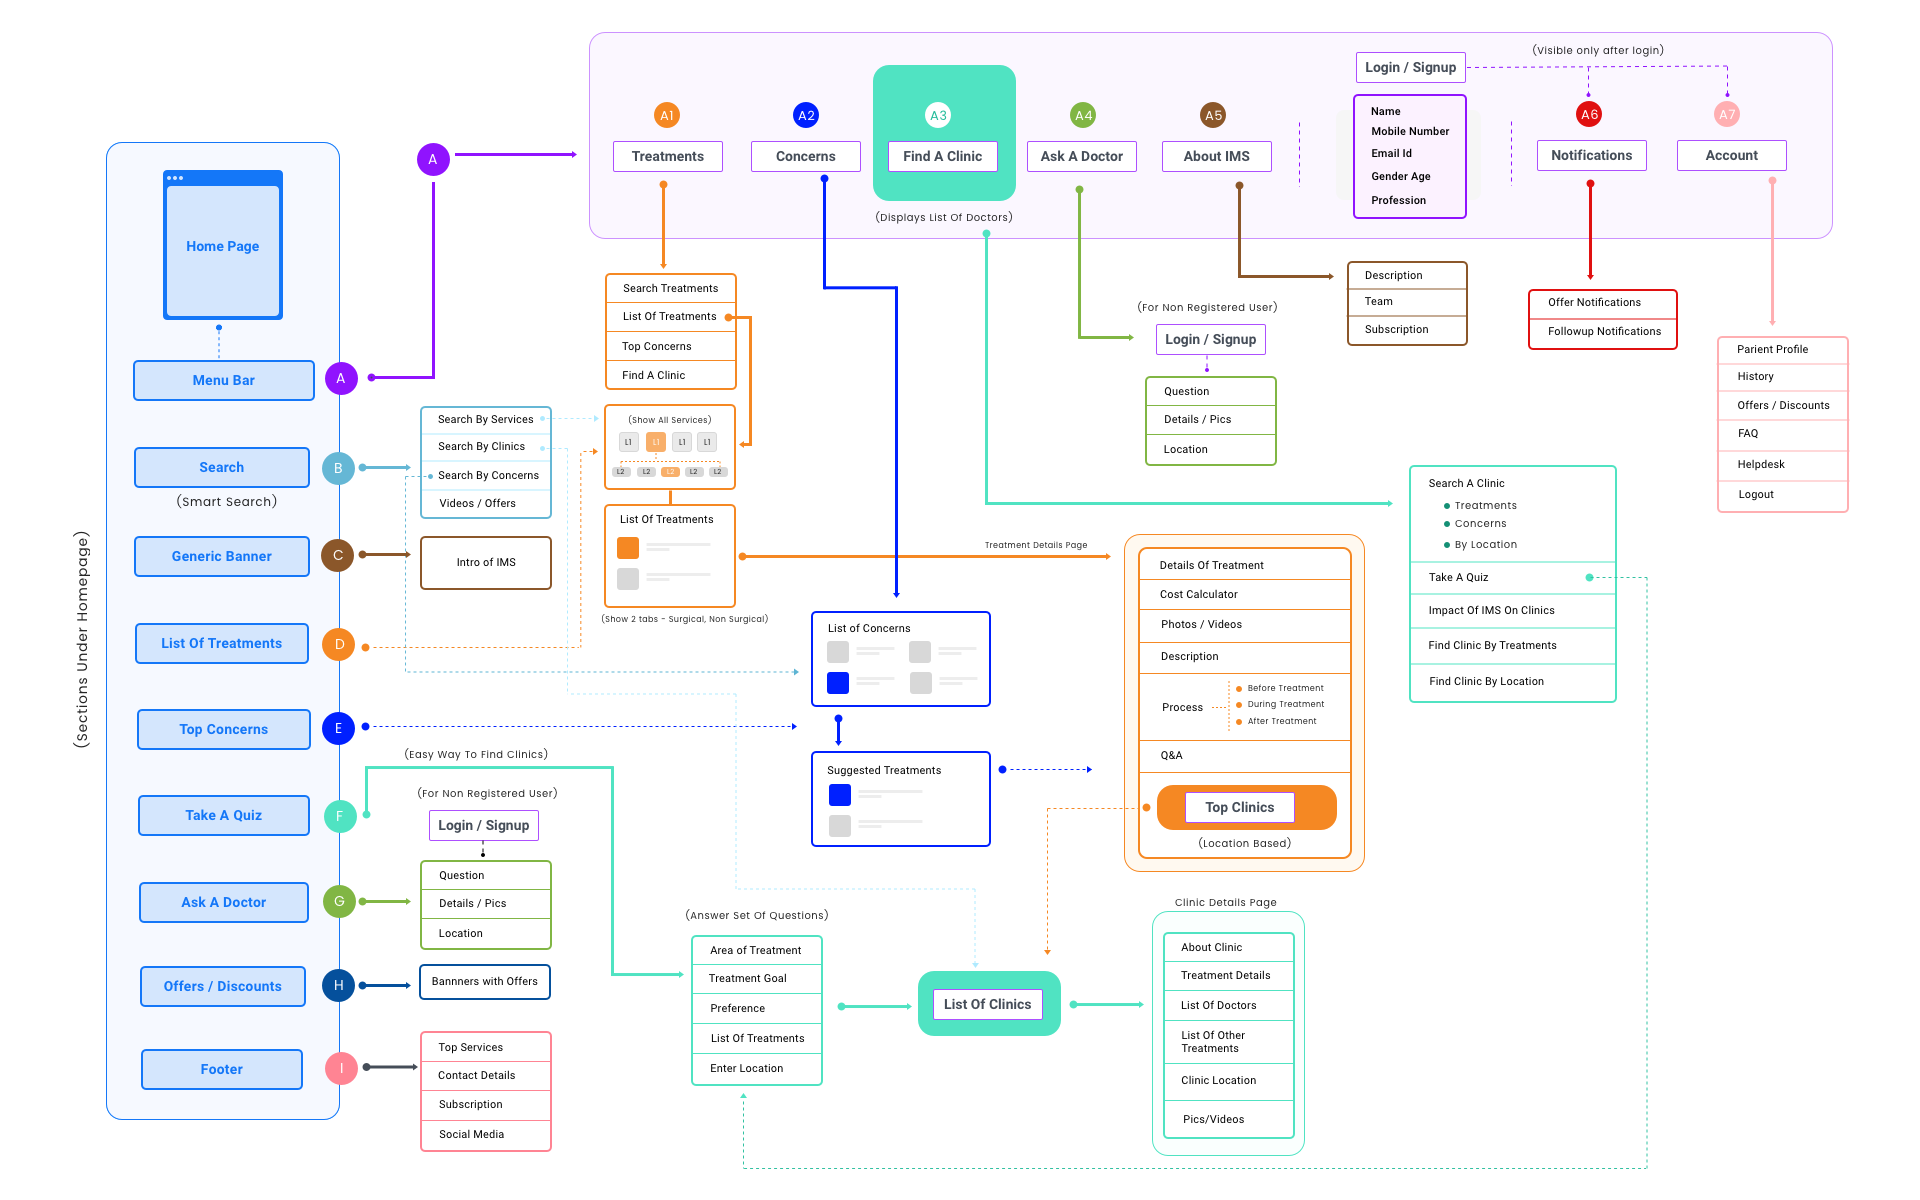 (Sections Under Homepage)
Home Page
Menu Bar
A
Search
B
(Smart Search)
Generic Banner
C
List Of Treatments
D
Top Concerns
E
Take A Quiz
F
Ask A Doctor
G
Offers / Discounts
H
Footer
I
A
A1
Treatments
A2
Concerns
A3
Find A Clinic
(Displays List Of Doctors)
A4
Ask A Doctor
A5
About IMS
Login / Signup
Name
Mobile Number
Email Id
Gender Age
Profession
(Visible only after login)
A6
Notifications
A7
Account
Search By Services
Search By Clinics
Search By Concerns
Videos / Offers
Intro of IMS
(Easy Way To Find Clinics)
(For Non Registered User)
Login / Signup
Question
Details / Pics
Location
Bannners with Offers
Top Services
Contact Details
Subscription
Social Media
Search Treatments
List Of Treatments
Top Concerns
Find A Clinic
(Show All Services)
L1
L1
L1
L1
L2
L2
L2
L2
L2
List Of Treatments
(Show 2 tabs - Surgical, Non Surgical)
List of Concerns
Suggested Treatments
(Answer Set Of Questions)
Area of Treatment
Treatment Goal
Preference
List Of Treatments
Enter Location
List Of Clinics
Treatment Details Page
Details Of Treatment
Cost Calculator
Photos / Videos
Description
Process
Before Treatment
During Treatment
After Treatment
Q&A
Top Clinics
(Location Based)
Clinic Details Page
About Clinic
Treatment Details
List Of Doctors
List Of Other
Treatments
Clinic Location
Pics/Videos
(For Non Registered User)
Login / Signup
Question
Details / Pics
Location
Description
Team
Subscription
Offer Notifications
Followup Notifications
Parient Profile
History
Offers / Discounts
FAQ
Helpdesk
Logout
Search A Clinic
Treatments
Concerns
By Location
Take A Quiz
Impact Of IMS On Clinics
Find Clinic By Treatments
Find Clinic By Location